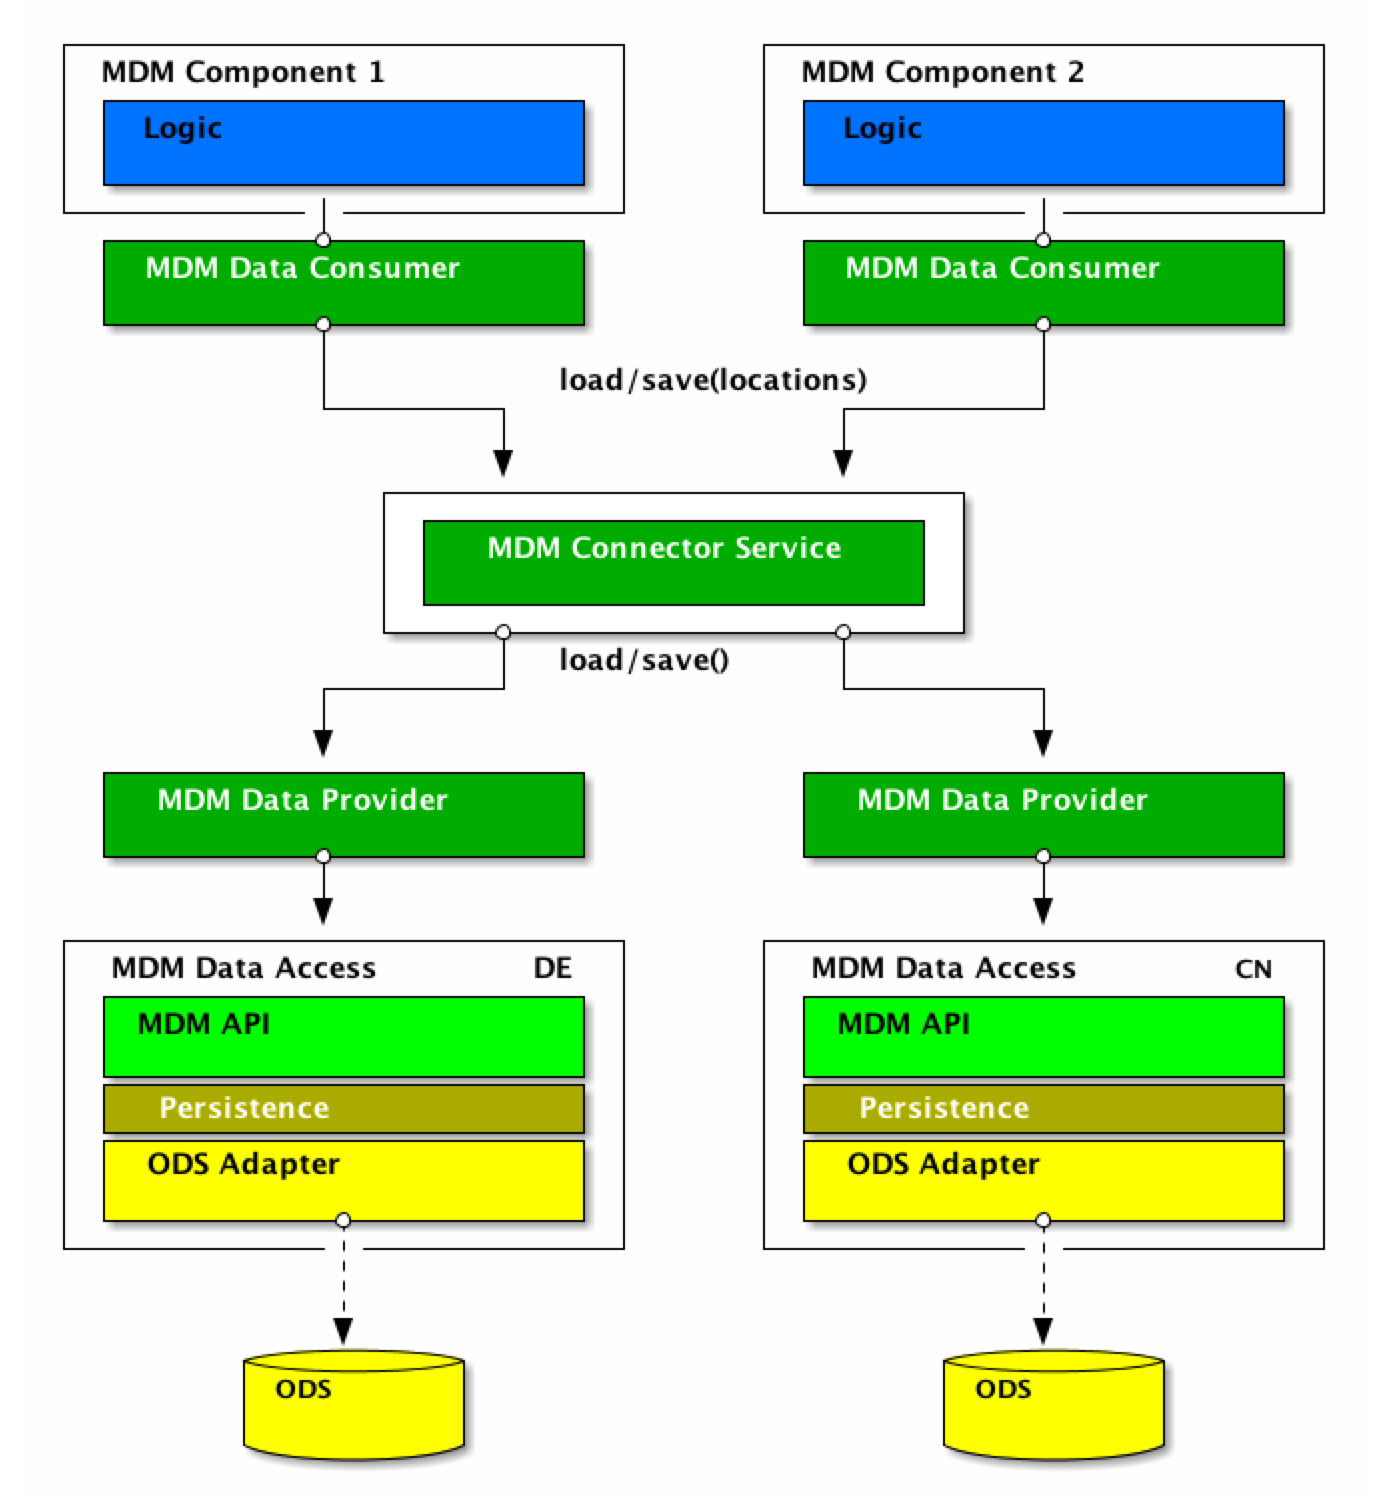 MDM Component 1
MDM Component 2
Logic
Logic
MDM Data Consumer
MDM Data Consumer
load/save(locations)
MDM Connector Service
load/save()
MDM Data Provider
MDM Data Provider
MDM Data Access DE
MDM Data Access CN
MDM API
MDM API
Persistence
Persistence
ODS Adapter
ODS Adapter
ODS
ODS